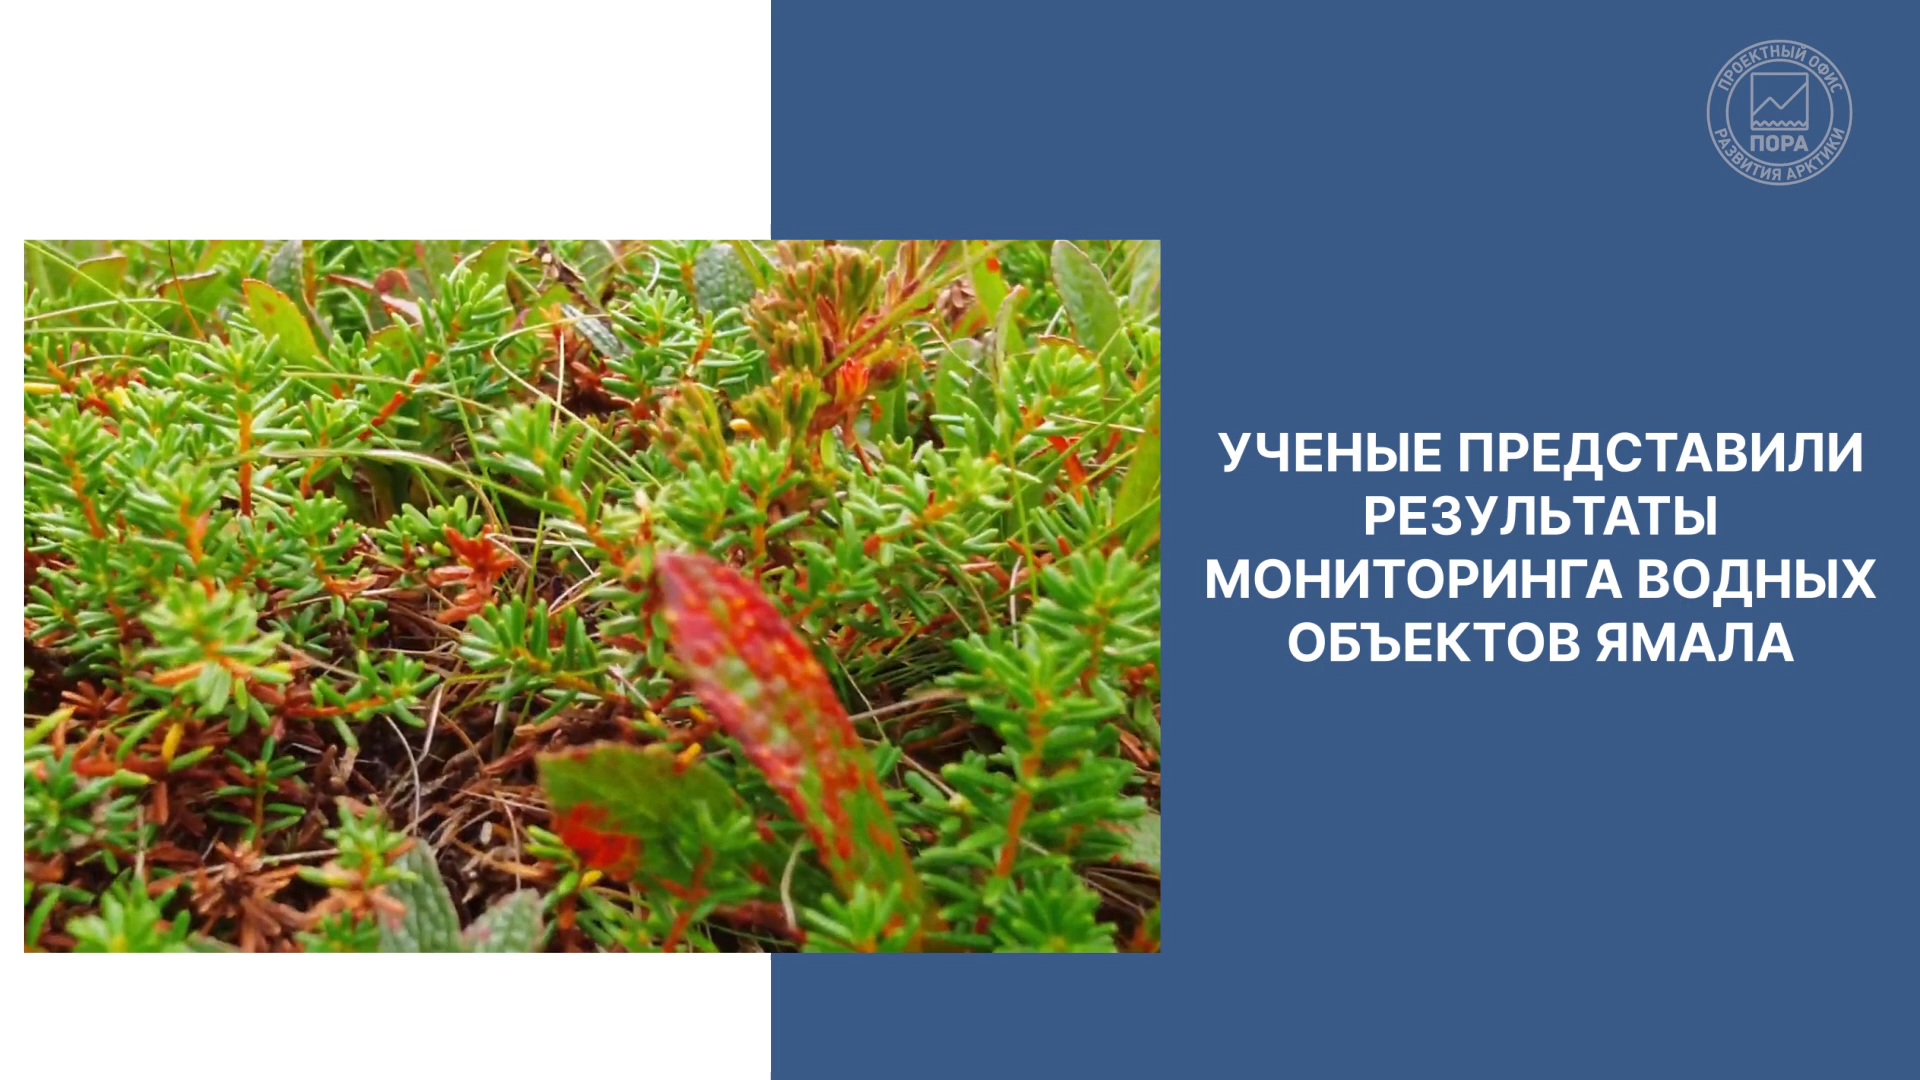 ПРОЕКТНЫЙ ОФИС
ПОРА
РАЗВИТИЯ АРКТИКИ
УЧЕНЫЕ ПРЕДСТАВИЛИ
РЕЗУЛЬТАТЫ
МОНИТОРИНГА ВОДНЫХ
ОБЪЕКТОВ ЯМАЛА